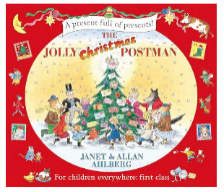 A present full of presents!
THE
JOLLY Christmas
POSTMAN
JANET & ALLAN
AHLBERG
For children everywhere: first class